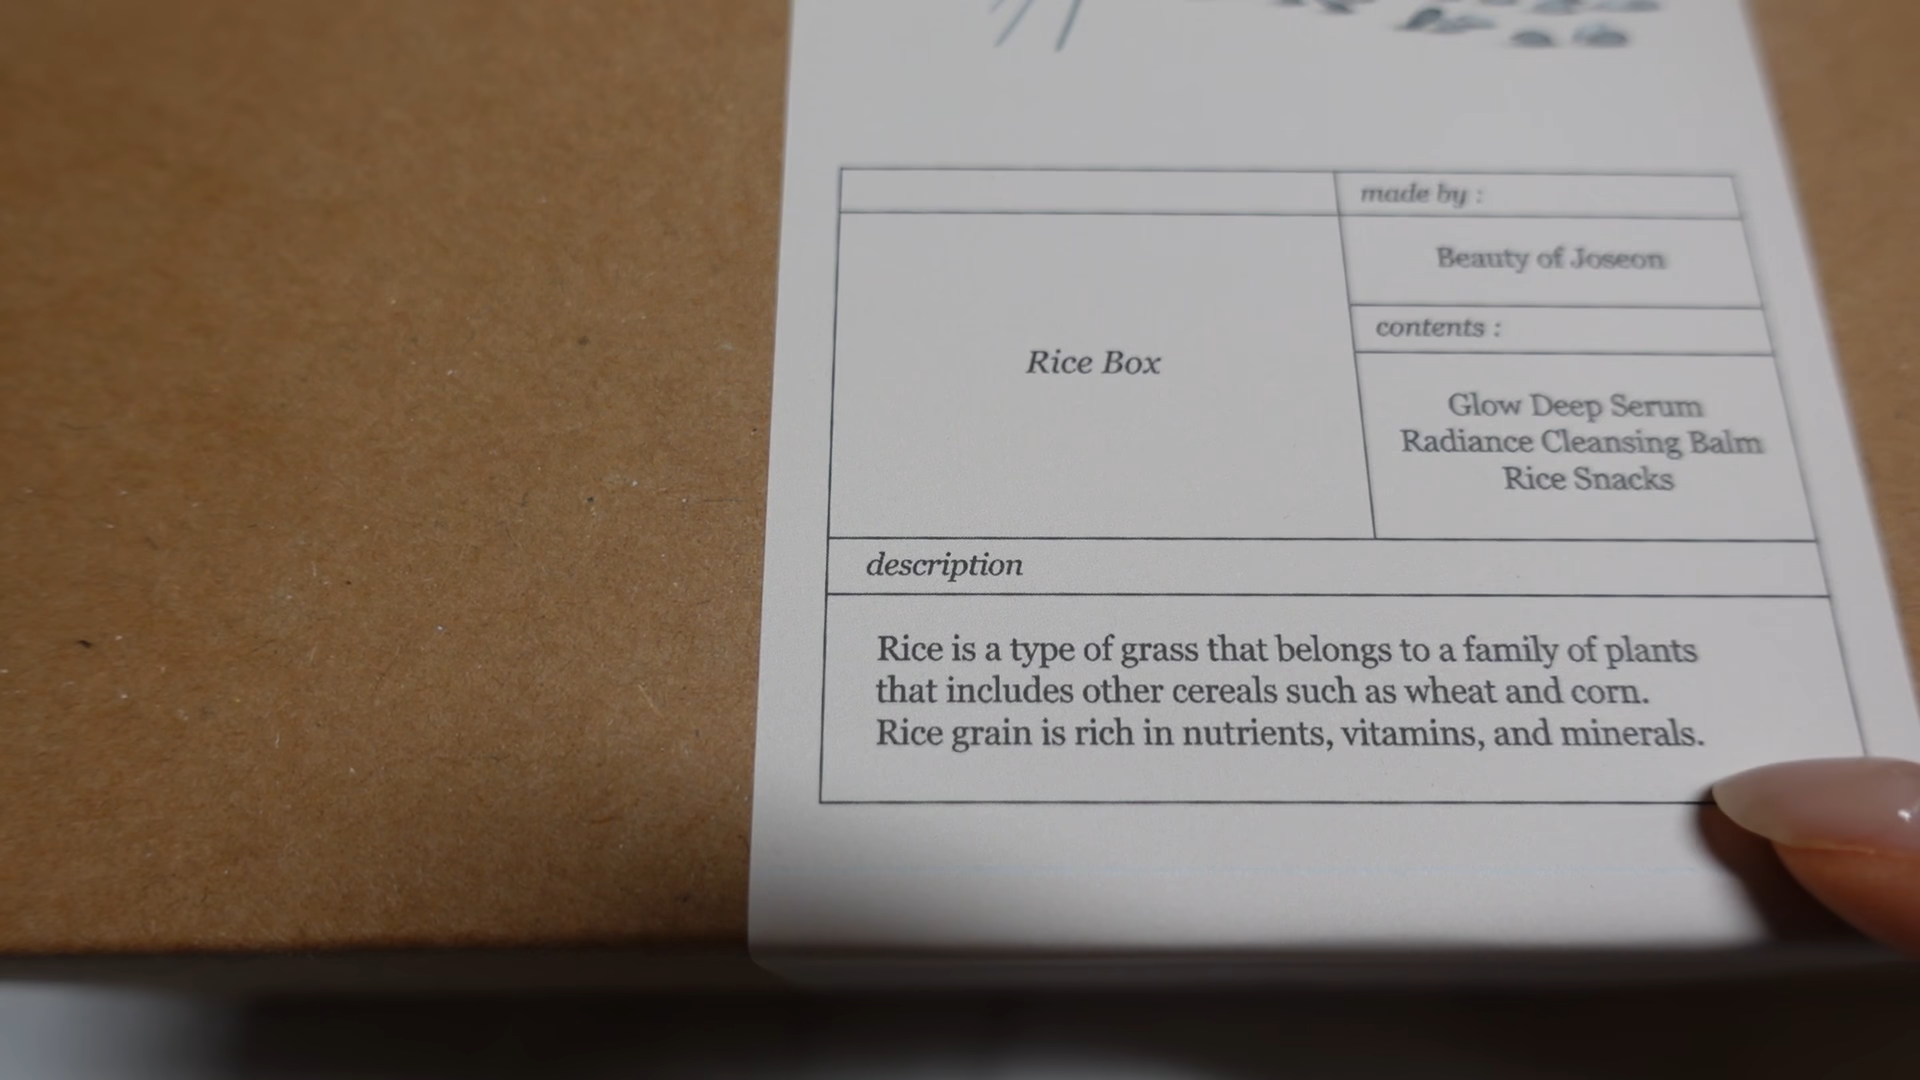 made by :
Beauty of Joseon
contents :
Rice Box
Glow Deep Serum
Radiance Cleansing Balm
Rice Snacks
description
Rice is a type of grass that belongs to a family of plants
that includes other cereals such as wheat and corn.
Rice grain is rich in nutrients, vitamins, and minerals.